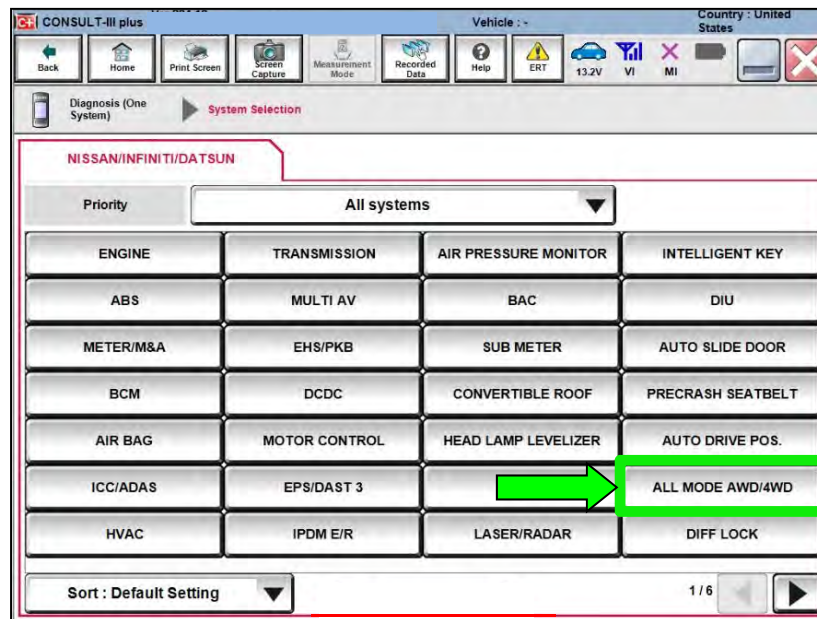 CONSULT-III plus
Vehicle : -
Country : United
States
Back
Home
Print Screen
Screen
Capture
Measurement
Mode
Recorded
Data
Help
ERT
13.2V
VI
MI
Diagnosis (One
System)
System Selection
NISSAN/INFINITI/DATSUN
Priority
All systems
ENGINE
TRANSMISSION
AIR PRESSURE MONITOR
INTELLIGENT KEY
ABS
MULTI AV
BAC
DIU
METER/M&A
EHS/PKB
SUB METER
AUTO SLIDE DOOR
BCM
DCDC
CONVERTIBLE ROOF
PRECRASH SEATBELT
AIR BAG
MOTOR CONTROL
HEAD LAMP LEVELIZER
AUTO DRIVE POS.
ICC/ADAS
EPS/DAST 3
ALL MODE AWD/4WD
HVAC
IPDM E/R
LASER/RADAR
DIFF LOCK
Sort : Default Setting
1/6